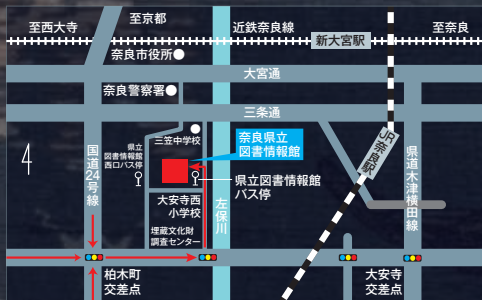 至京都
至西大寺
近鉄奈良線
至奈良
新大宮駅
奈良市役所
大宮通
奈良警察署
三条通
三笠中学校
奈良県立
図書情報館
JR奈良駅
県立
図書情報館
西口バス停
国道24号線
県道木津横田線
県立図書情報館
バス停
大安寺西
小学校
佐保川
埋蔵文化財
調査センター
柏木町
交差点
大安寺
交差点